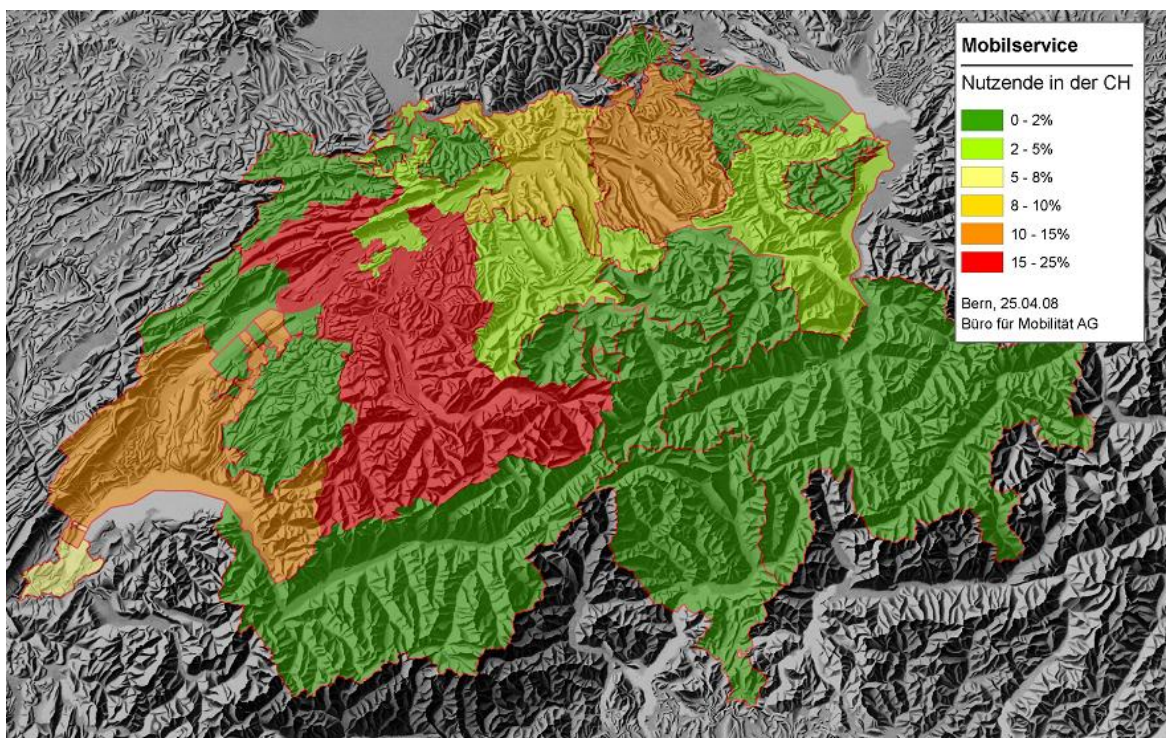 Mobilservice
Nutzende in der CH
0 - 2%
2 - 5%
5 - 8%
8 - 10%
10 - 15%
15 - 25%
Bern, 25.04.08
Büro für Mobilität AG